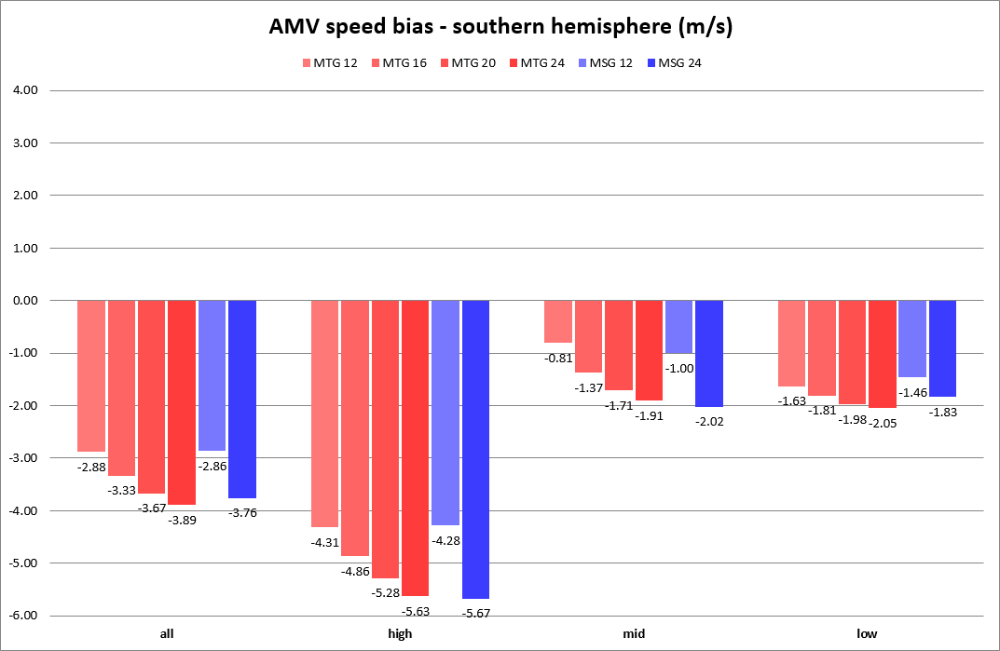 AMV speed bias - southern hemisphere (m/s)
MTG 12 MTG 16 MTG 20 MTG 24 MSG 12 MSG 24
4.00
3.00
2.00
1.00
0.00
-1.00
-2.00
-3.00
-4.00
-5.00
-6.00
-2.88 -3.33 -3.67 -3.89 -2.86 -3.76
-4.31 -4.86 -5.28 -5.63 -4.28 -5.67
-0.81 -1.37 -1.71 -1.91 -1.00 -2.02
-1.63 -1.81 -1.98 -2.05 -1.46 -1.83
all high mid low